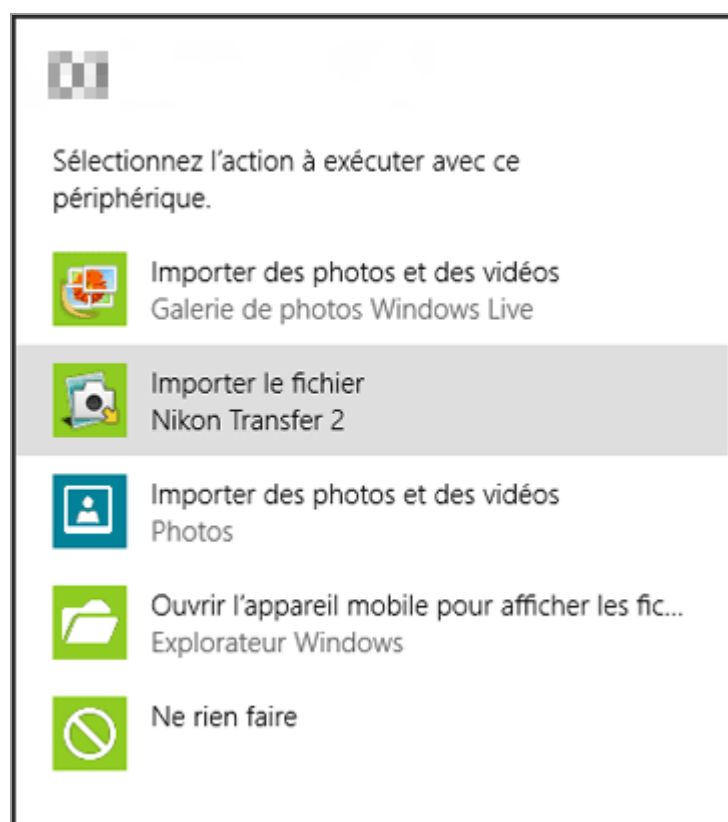 Sélectionnez l’action à exécuter avec ce
périphérique.
Importer des photos et des vidéos
Galerie de photos Windows Live
Importer le fichier
Nikon Transfer 2
Importer des photos et des vidéos
Photos
Ouvrir l’appareil mobile pour afficher les fic...
Explorateur Windows
Ne rien faire